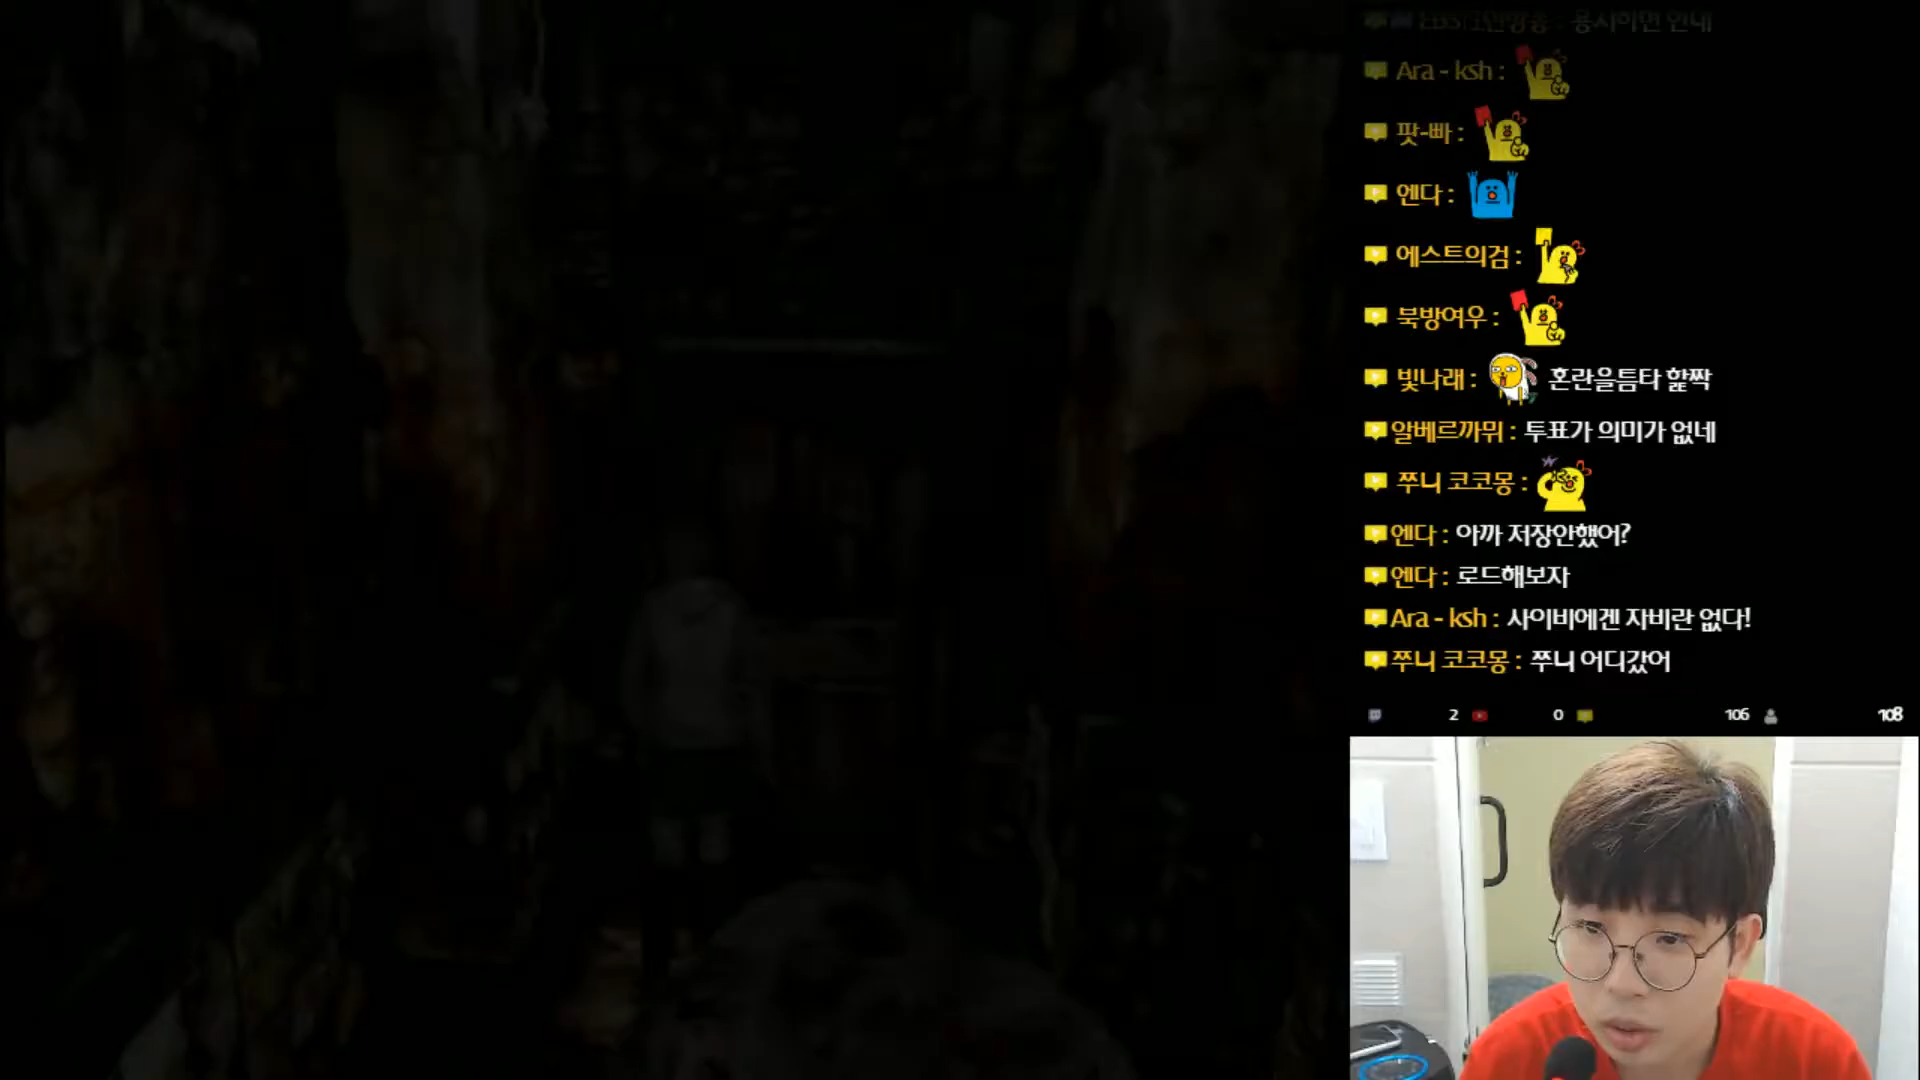 Ara - ksh :
팟-빠 :
엔다 :
에스트의검 :
북방여우 :
빛나래 : 혼란을틈타 핥짝
알베르까뮈 : 투표가 의미가 없네
쭈니 코코몽 :
엔다 : 아까 저장안했어?
엔다 : 로드해보자
Ara - ksh : 사이비에겐 자비란 없다!
쭈니 코코몽 : 쭈니 어디갔어
2 0 106 108